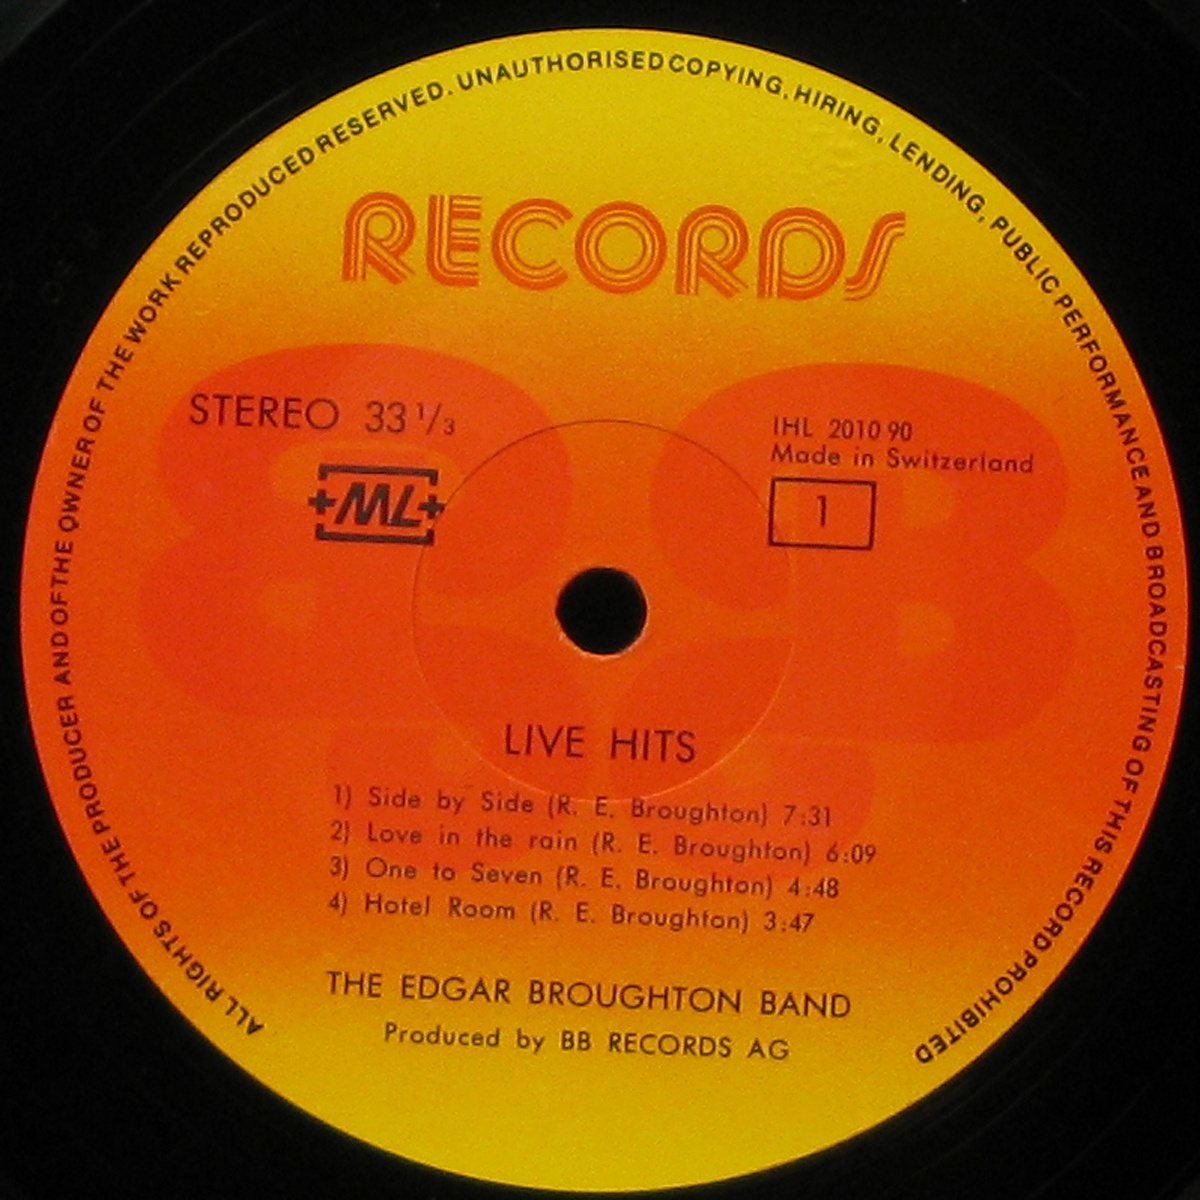 ALL RIGHTS OF THE PRODUCER AND OF THE OWNER OF THE WORK REPRODUCED RESERVED. UNAUTHORISED COPYING, HIRING, LENDING, PUBLIC PERFORMANCE AND BROADCASTING OF THIS RECORD PROHIBITED
RECORDS
STEREO 33 1/3
+ML+
IHL 2010 90
Made in Switzerland
1
LIVE HITS
1) Side by Side (R. E. Broughton) 7:31
2) Love in the rain (R. E. Broughton) 6:09
3) One to Seven (R. E. Broughton) 4:48
4) Hotel Room (R. E. Broughton) 3:47
THE EDGAR BROUGHTON BAND
Produced by BB RECORDS AG